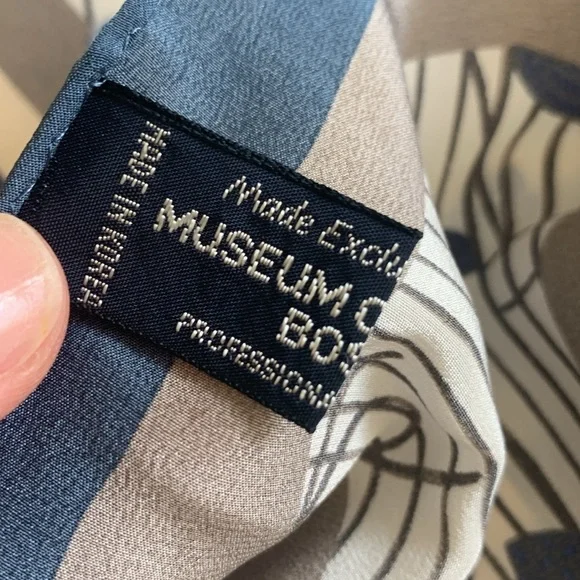 MADE IN KOREA
Made Exclu
MUSEUM O
BOS
PROFESSIONA